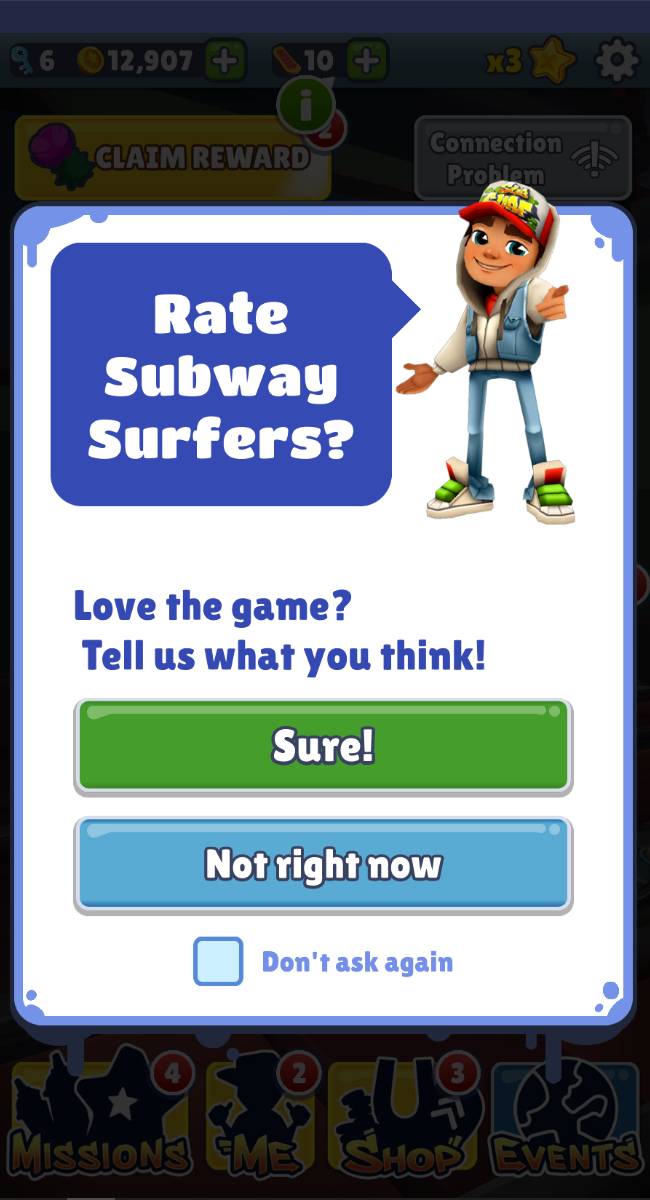 6
12,907
10
x3
i
2
CLAIM REWARD
Connection
Problem
Rate
Subway
Surfers?
Love the game?
Tell us what you think!
Sure!
Not right now
Don't ask again
4
2
3
MISSIONS
ME
SHOP
EVENTS